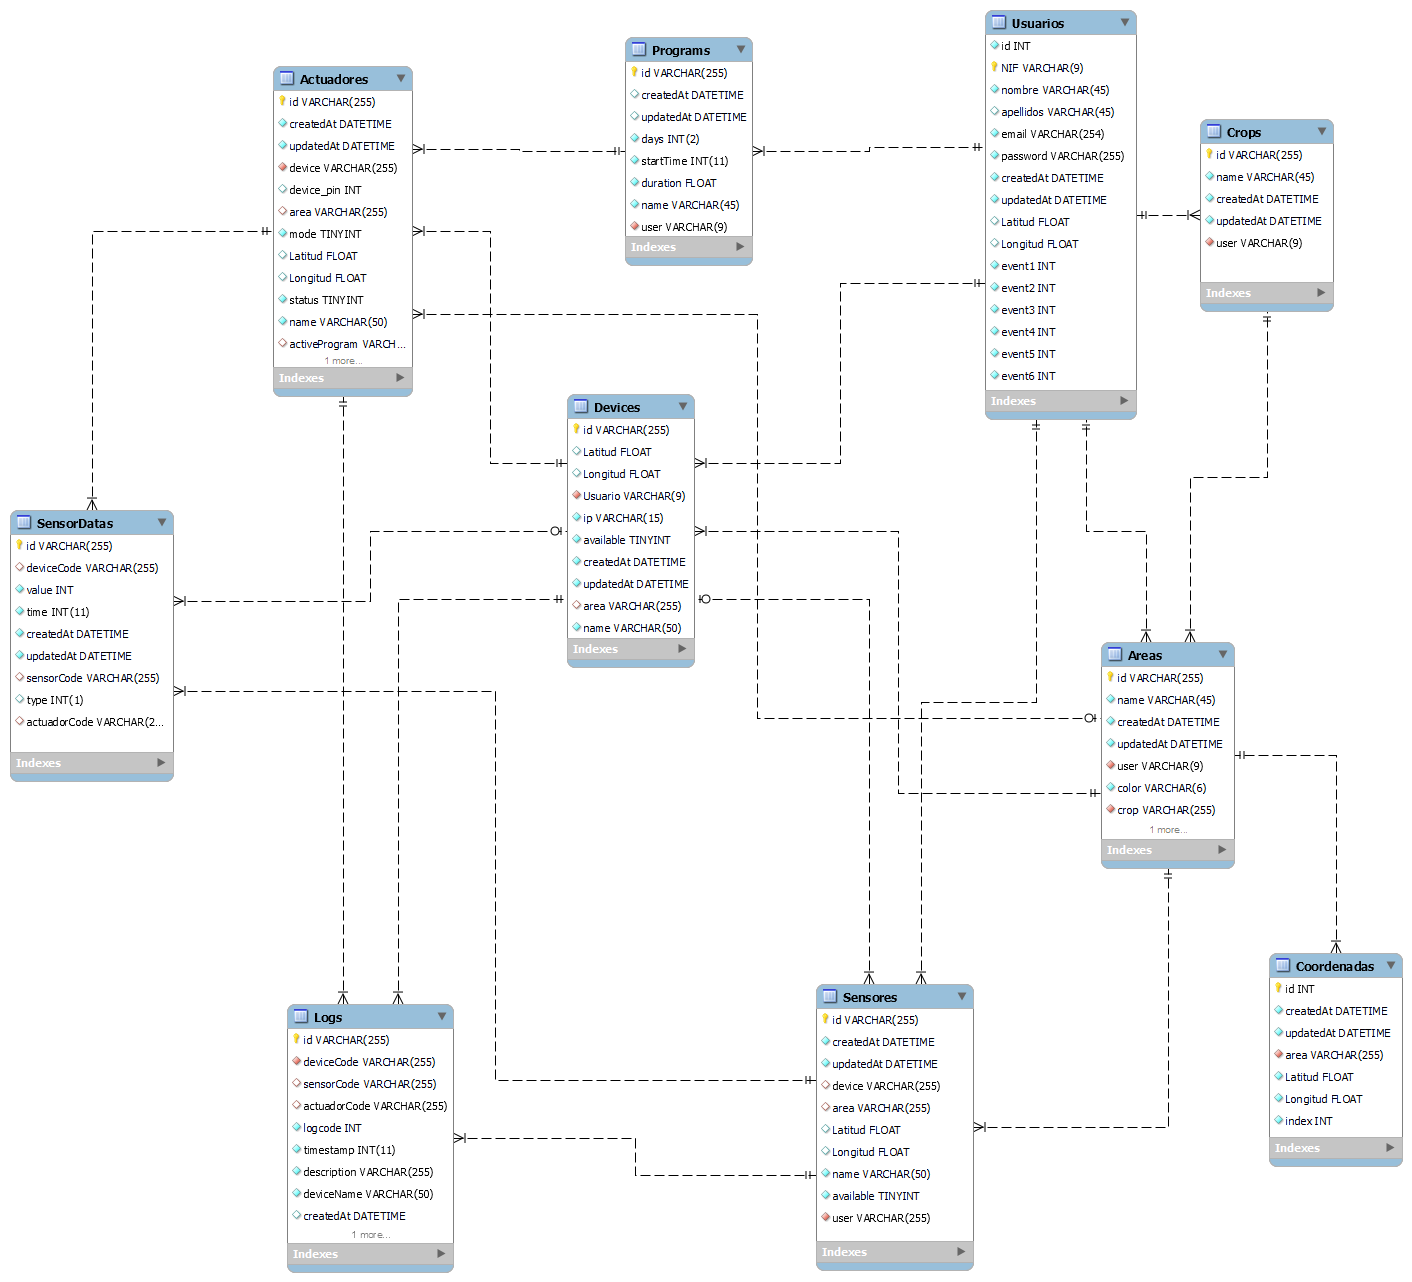 Actuadores
id VARCHAR(255)
createdAt DATETIME
updatedAt DATETIME
device VARCHAR(255)
device_pin INT
area VARCHAR(255)
mode TINYINT
Latitud FLOAT
Longitud FLOAT
status TINYINT
name VARCHAR(50)
activeProgram VARCH...
1 more...
Indexes
Programs
id VARCHAR(255)
createdAt DATETIME
updatedAt DATETIME
days INT(2)
startTime INT(11)
duration FLOAT
name VARCHAR(45)
user VARCHAR(9)
Indexes
Usuarios
id INT
NIF VARCHAR(9)
nombre VARCHAR(45)
apellidos VARCHAR(45)
email VARCHAR(254)
password VARCHAR(255)
createdAt DATETIME
updatedAt DATETIME
Latitud FLOAT
Longitud FLOAT
event1 INT
event2 INT
event3 INT
event4 INT
event5 INT
event6 INT
Indexes
Crops
id VARCHAR(255)
name VARCHAR(45)
createdAt DATETIME
updatedAt DATETIME
user VARCHAR(9)
Indexes
Devices
id VARCHAR(255)
Latitud FLOAT
Longitud FLOAT
Usuario VARCHAR(9)
ip VARCHAR(15)
available TINYINT
createdAt DATETIME
updatedAt DATETIME
area VARCHAR(255)
name VARCHAR(50)
Indexes
SensorDatas
id VARCHAR(255)
deviceCode VARCHAR(255)
value INT
time INT(11)
createdAt DATETIME
updatedAt DATETIME
sensorCode VARCHAR(255)
type INT(1)
actuadorCode VARCHAR(2...
Indexes
Areas
id VARCHAR(255)
name VARCHAR(45)
createdAt DATETIME
updatedAt DATETIME
user VARCHAR(9)
color VARCHAR(6)
crop VARCHAR(255)
1 more...
Indexes
Coordenadas
id INT
createdAt DATETIME
updatedAt DATETIME
area VARCHAR(255)
Latitud FLOAT
Longitud FLOAT
index INT
Indexes
Logs
id VARCHAR(255)
deviceCode VARCHAR(255)
sensorCode VARCHAR(255)
actuadorCode VARCHAR(255)
logcode INT
timestamp INT(11)
description VARCHAR(255)
deviceName VARCHAR(50)
createdAt DATETIME
1 more...
Indexes
Sensores
id VARCHAR(255)
createdAt DATETIME
updatedAt DATETIME
device VARCHAR(255)
area VARCHAR(255)
Latitud FLOAT
Longitud FLOAT
name VARCHAR(50)
available TINYINT
user VARCHAR(255)
Indexes